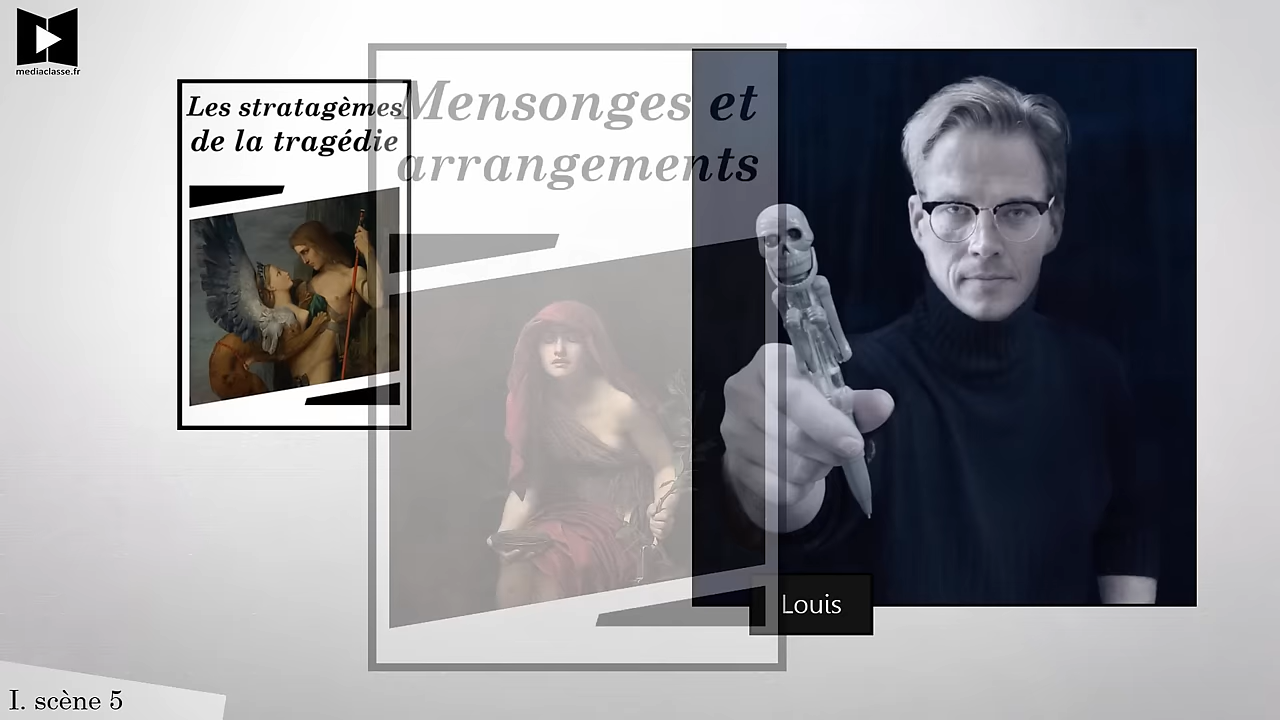 mediaclasse.fr
Les stratagèmes
de la tragédie
Mensonges et
arrangements
Louis
I. scène 5